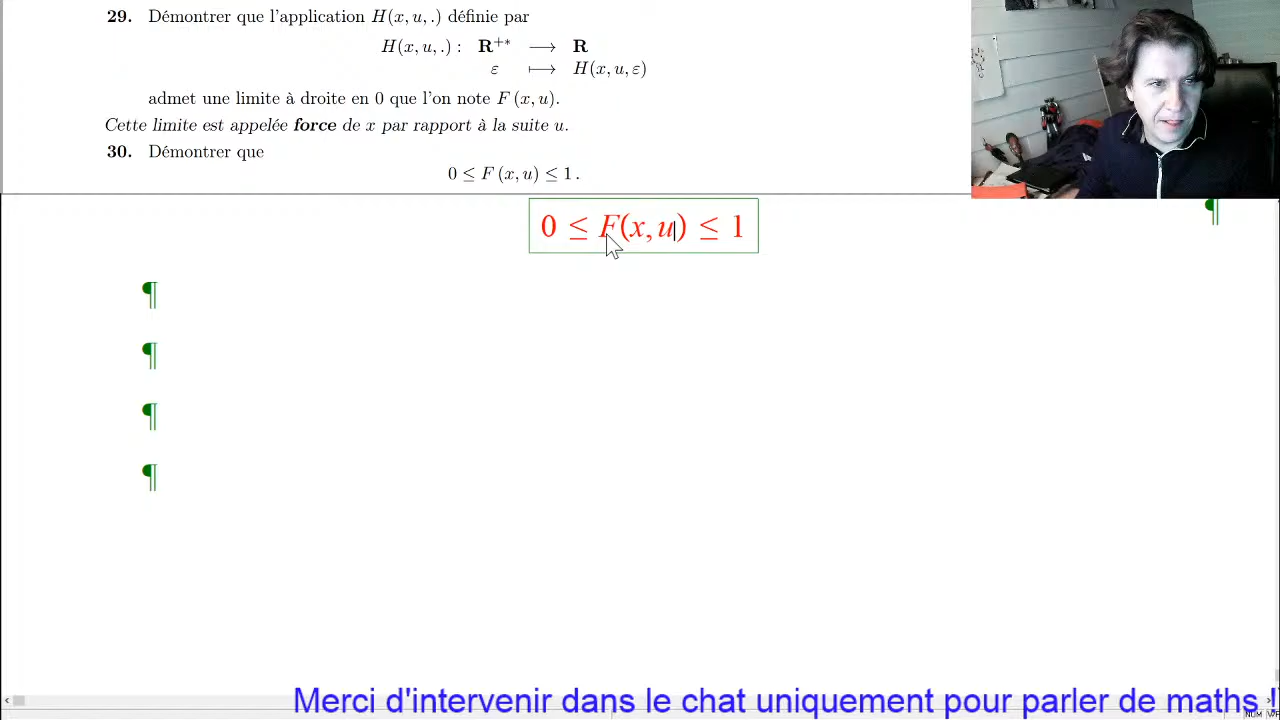 29. Démontrer que l'application H(x, u, .) définie par
H(x, u, .) : R⁺* ⟶ R
ε ⟼ H(x, u, ε)
admet une limite à droite en 0 que l'on note F (x, u).
Cette limite est appelée force de x par rapport à la suite u.
30. Démontrer que
0 ≤ F (x, u) ≤ 1 .
0 ≤ F(x, u) ≤ 1
¶
¶
¶
¶
¶
Merci d'intervenir dans le chat uniquement pour parler de maths !